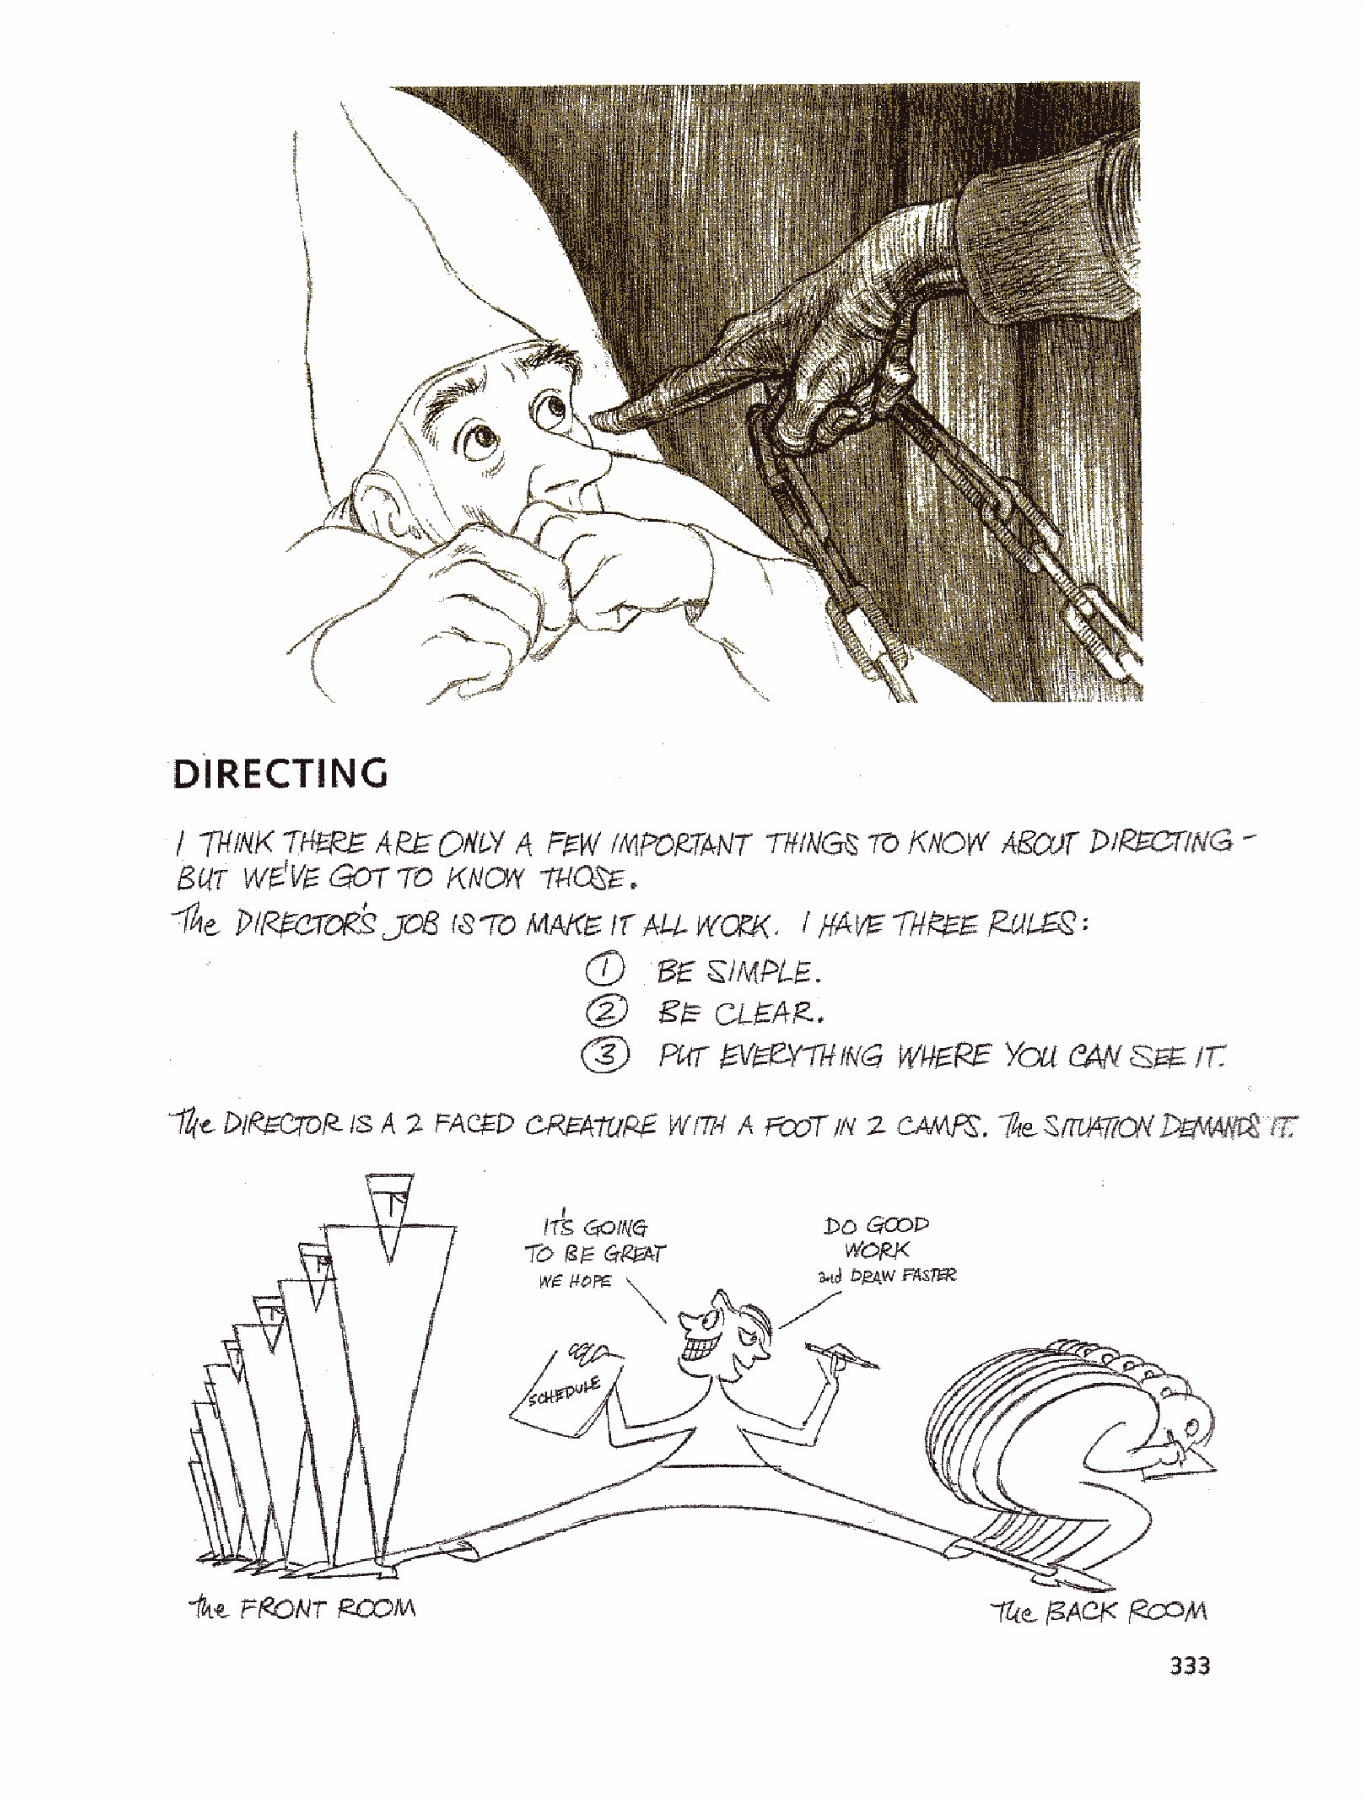 DIRECTING
I THINK THERE ARE ONLY A FEW IMPORTANT THINGS TO KNOW ABOUT DIRECTING -
BUT WE'VE GOT TO KNOW THOSE.
The DIRECTOR'S JOB IS TO MAKE IT ALL WORK. I HAVE THREE RULES:
① BE SIMPLE.
② BE CLEAR.
③ PUT EVERYTHING WHERE YOU CAN SEE IT.
The DIRECTOR IS A 2 FACED CREATURE WITH A FOOT IN 2 CAMPS. The SITUATION DEMANDS IT.
IT'S GOING
TO BE GREAT
WE HOPE
DO GOOD
WORK
and DRAW FASTER
SCHEDULE
the FRONT ROOM
The BACK ROOM
333